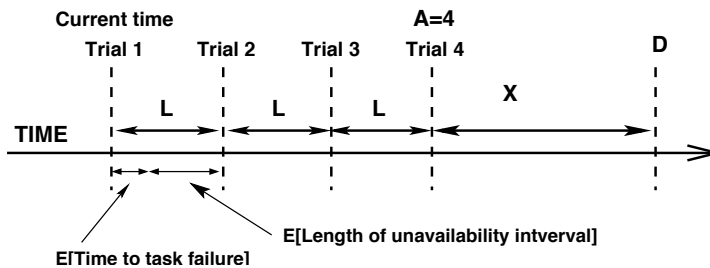 Current time
A=4
Trial 1 Trial 2 Trial 3 Trial 4 D
L L L X
TIME
E[Length of unavailability intverval]
E[Time to task failure]